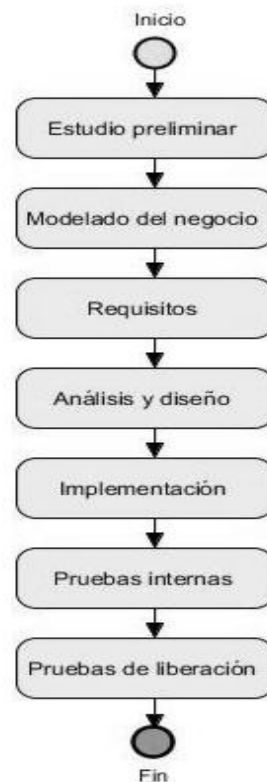 Inicio
Estudio preliminar
Modelado del negocio
Requisitos
Análisis y diseño
Implementación
Pruebas internas
Pruebas de liberación
Fin